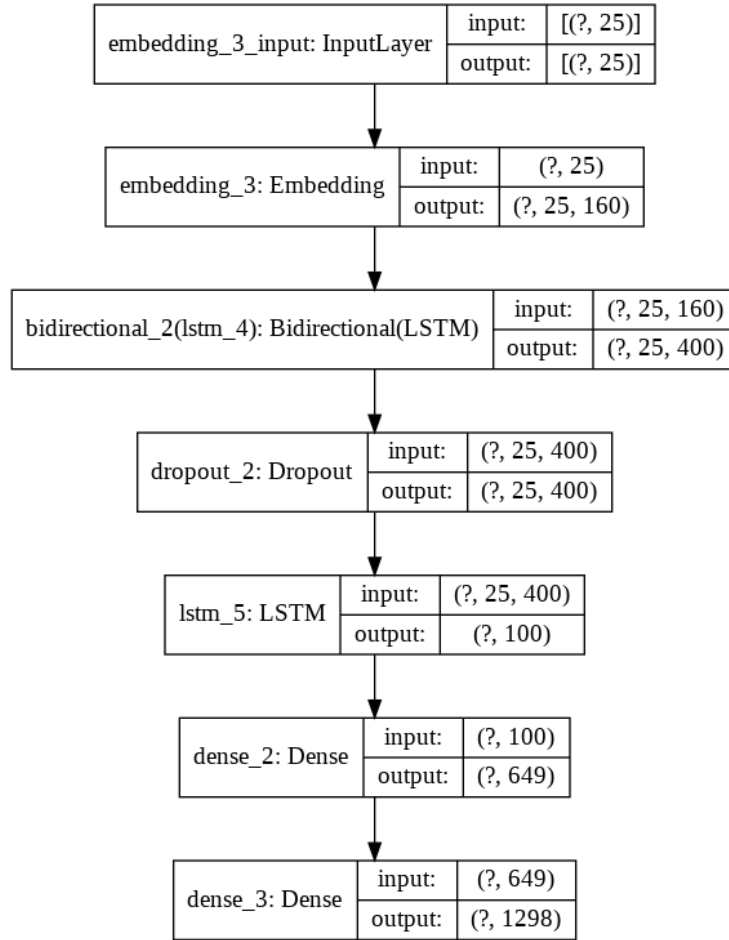 embedding_3_input: InputLayer
input: [(?, 25)]
output: [(?, 25)]
embedding_3: Embedding
input: (?, 25)
output: (?, 25, 160)
bidirectional_2(lstm_4): Bidirectional(LSTM)
input: (?, 25, 160)
output: (?, 25, 400)
dropout_2: Dropout
input: (?, 25, 400)
output: (?, 25, 400)
lstm_5: LSTM
input: (?, 25, 400)
output: (?, 100)
dense_2: Dense
input: (?, 100)
output: (?, 649)
dense_3: Dense
input: (?, 649)
output: (?, 1298)